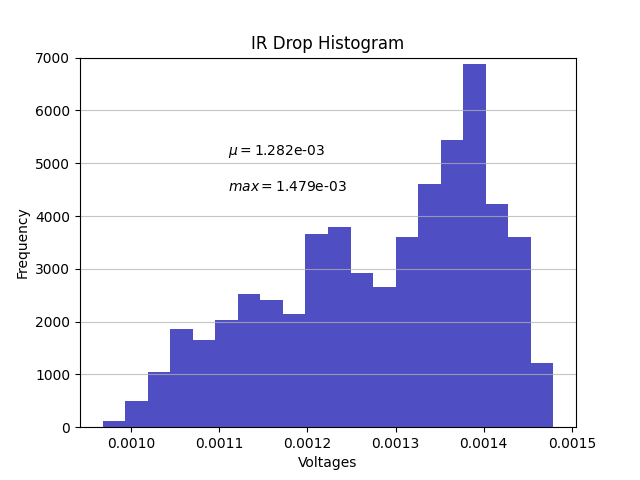 IR Drop Histogram
7000
6000
5000
4000
3000
2000
1000
0
Frequency
μ = 1.282e-03
max = 1.479e-03
0.0010 0.0011 0.0012 0.0013 0.0014 0.0015
Voltages